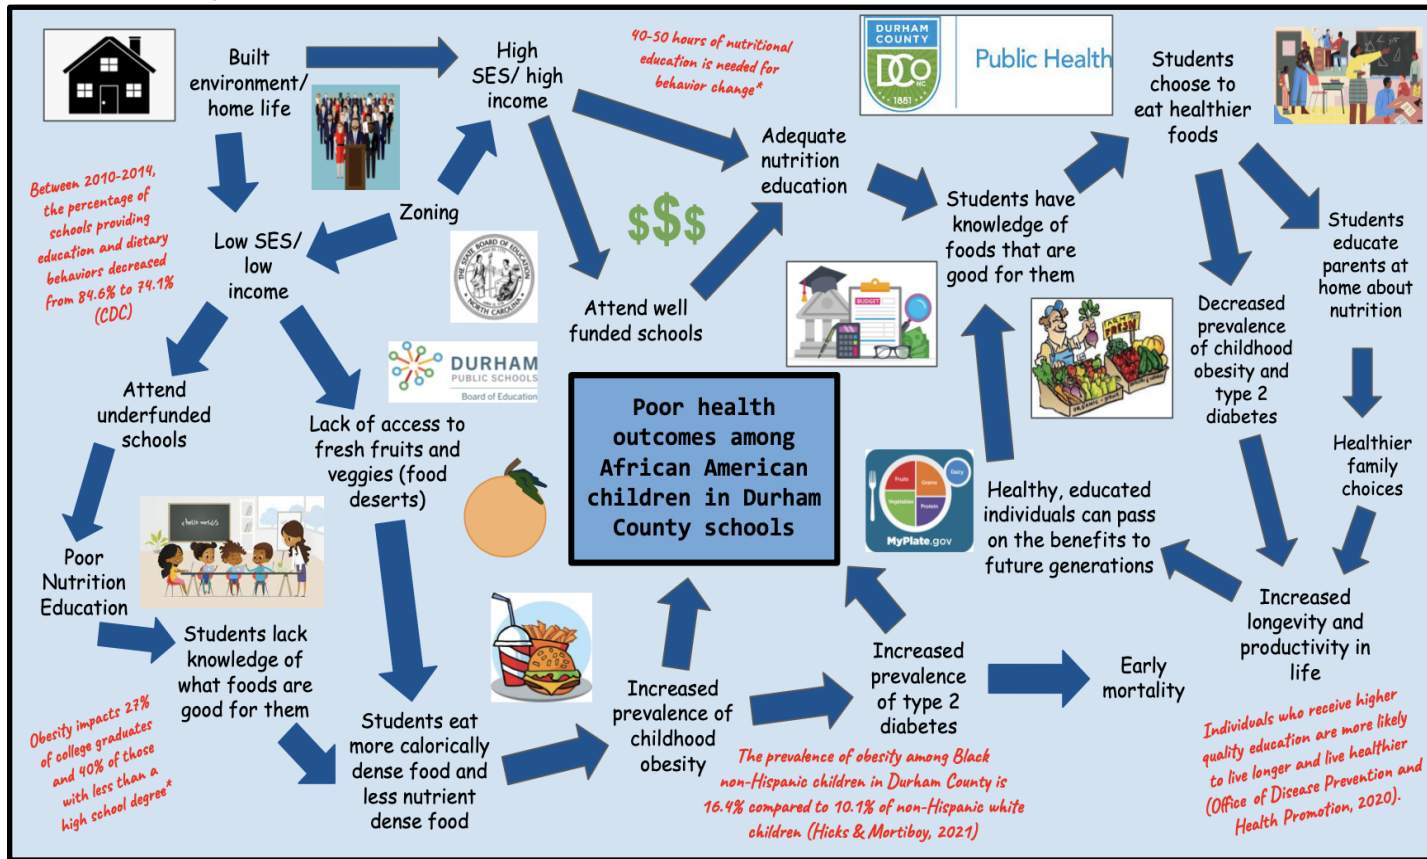 Built
environment/
home life
High
SES/ high
income
40-50 hours of nutritional
education is needed for
behavior change*
DURHAM
COUNTY
DCO
NC
1881
Public Health
Students
choose to
eat healthier
foods
Between 2010-2014,
the percentage of
schools providing
education and dietary
behaviors decreased
from 84.6% to 74.1%
(CDC)
Zoning
Low SES/
low
income
THE STATE BOARD OF EDUCATION
NORTH CAROLINA
$$$
Adequate
nutrition
education
Students have
knowledge of
foods that are
good for them
Students
educate
parents at
home about
nutrition
Attend well
funded schools
BUDGET
FARM
FRESH
ORGANIC
Decreased
prevalence
of childhood
obesity and
type 2
diabetes
DURHAM
PUBLIC SCHOOLS
Board of Education
Attend
underfunded
schools
Lack of access to
fresh fruits and
veggies (food
deserts)
Poor health
outcomes among
African American
children in Durham
County schools
Fruits
Grains
Dairy
Vegetables
Protein
MyPlate.gov
Healthy, educated
individuals can pass
on the benefits to
future generations
Healthier
family
choices
Poor
Nutrition
Education
hello world/s
Students lack
knowledge of
what foods are
good for them
Obesity impacts 27%
of college graduates
and 40% of those
with less than a
high school degree*
Students eat
more calorically
dense food and
less nutrient
dense food
Increased
prevalence of
childhood
obesity
Increased
prevalence
of type 2
diabetes
Early
mortality
Increased
longevity and
productivity in
life
The prevalence of obesity among Black
non-Hispanic children in Durham County is
16.4% compared to 10.1% of non-Hispanic white
children (Hicks & Mortiboy, 2021)
Individuals who receive higher
quality education are more likely
to live longer and live healthier
(Office of Disease Prevention and
Health Promotion, 2020).